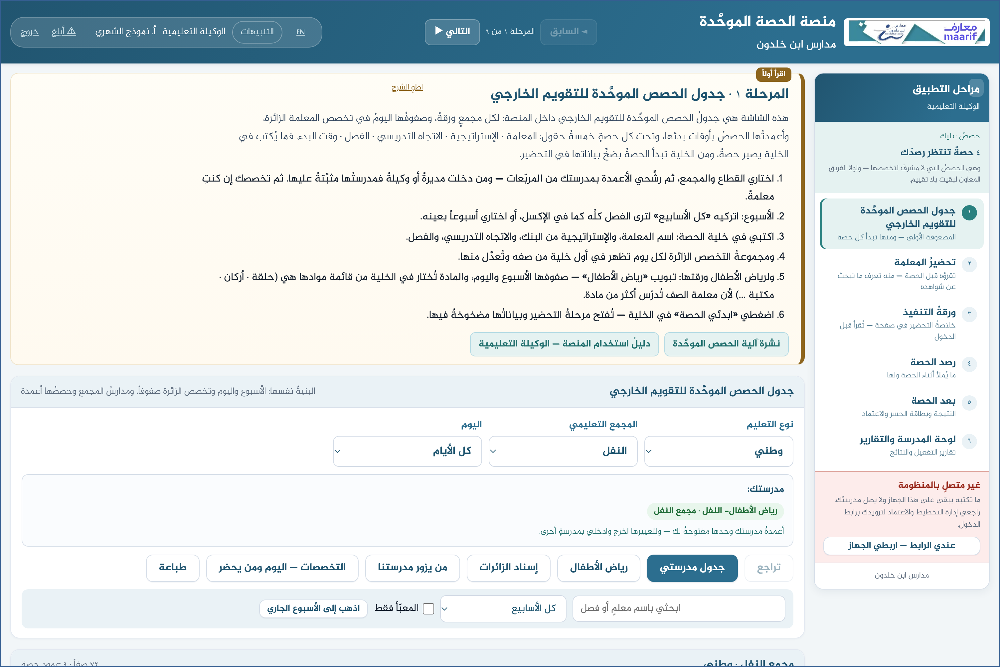 معارف
maarif
مدارس
ابن خلدون
منصة الحصة الموحَّدة
مدارس ابن خلدون
◄ السابق
المرحلة ١ من ٦
التالي ►
EN
التنبيهات
الوكيلة التعليمية
أ. نموذج الشهري
⚠ أبلغ
خروج
مراحل التطبيق
الوكيلة التعليمية
حصصٌ عليك
٤ حصةً تنتظر رصدَك
وهي الحصصُ التي لا مشرفَ لتخصصها — ولولا الفريق
المعاون لبقيت بلا تقييم.
١
جدول الحصص الموحَّدة
للتقويم الخارجي
المصفوفة الأولى — ومنها تبدأ كل حصة
٢
تحضيرُ المعلمة
تقرؤه قبل الحصة — منه تعرف ما تبحث
عن شواهده
٣
ورقةُ التنفيذ
خلاصةُ التحضير في صفحة — تُقرأ قبل
الدخول
٤
رصد الحصة
ما يُملأ أثناء الحصة ولها
٥
بعد الحصة
النتيجة وبطاقة الجسر والاعتماد
٦
لوحة المدرسة والتقارير
تقارير التفعيل والنتائج
غير متصلٍ بالمنظومة
ما تكتبه يبقى على هذا الجهاز ولا يصل مدرستَك.
راجعي إدارة التخطيط والاعتماد لتزويدك برابط
الدخول.
عندي الرابط — اربطي الجهاز
مدارس ابن خلدون
اقرأ أولاً
المرحلة ١ · جدول الحصص الموحَّدة للتقويم الخارجي
اطوِ الشرح
هذه الشاشة هي جدولُ الحصص الموحَّدة للتقويم الخارجي داخل المنصة: لكل مجمعٍ ورقةٌ، وصفوفُها اليومُ في تخصص المعلمة الزائرة،
وأعمدتُها الحصصُ بأوقات بدئها، وتحت كل حصةٍ خمسةُ حقول: المعلمة · الإستراتيجية · الاتجاه التدريسي · الفصل · وقت البدء. فما يُكتب في
الخلية يصير حصةً، ومن الخلية تبدأ الحصةُ بضخِّ بياناتها في التحضير.
1. اختاري القطاع والمجمع، ثم رشِّحي الأعمدة بمدرستك من المربّعات — ومن دخلت مديرةً أو وكيلةً فمدرستُها مثبَّتةٌ عليها. ثم تخصصك إن كنتِ
معلمةً.
2. الأسبوع: اتركيه «كل الأسابيع» لترى الفصل كلَّه كما في الإكسل، أو اختاري أسبوعاً بعينه.
3. اكتبي في خلية الحصة: اسم المعلمة، والإستراتيجية من البنك، والاتجاه التدريسي، والفصل.
4. ومجموعةُ التخصص الزائرة لكل يوم تظهر في أول خلية من صفه وتُعدَّل منها.
5. ولرياض الأطفال ورقتها: تبويب «رياض الأطفال» — صفوفها الأسبوع واليوم، والمادة تُختار في الخلية من قائمة موادها هي (حلقة · أركان ·
مكتبة ...) لأن معلمة الصف تُدرّس أكثر من مادة.
6. اضغطي «ابدئي الحصة» في الخلية — تُفتح مرحلةُ التحضير وبياناتُها مضخوخةٌ فيها.
نشرة آلية الحصص الموحَّدة
دليلُ استخدام المنصة — الوكيلة التعليمية
جدول الحصص الموحَّدة للتقويم الخارجي
البنيةُ نفسها: الأسبوع واليوم وتخصص الزائرة صفوفاً، ومدارسُ المجمع وحصصُها أعمدة
نوع التعليم
المجمع التعليمي
اليوم
وطني
النفل
كل الأيام
مدرستك:
رياض الأطفال- النفل · مجمع النفل
أعمدةُ مدرستك وحدها مفتوحةٌ لك — ولتغييرها اخرج وادخلي بمدرسةٍ أخرى.
تراجع
جدول مدرستي
رياض الأطفال
إسناد الزائرات
من يزور مدرستنا
التخصصات — اليوم ومن يحضر
طباعة
ابحثي باسم معلمٍ أو فصل
كل الأسابيع
المعبّأ فقط
اذهب إلى الأسبوع الجاري
مجمع النفل · وطني
٧٢ صفاً · ٩ عمود حصة